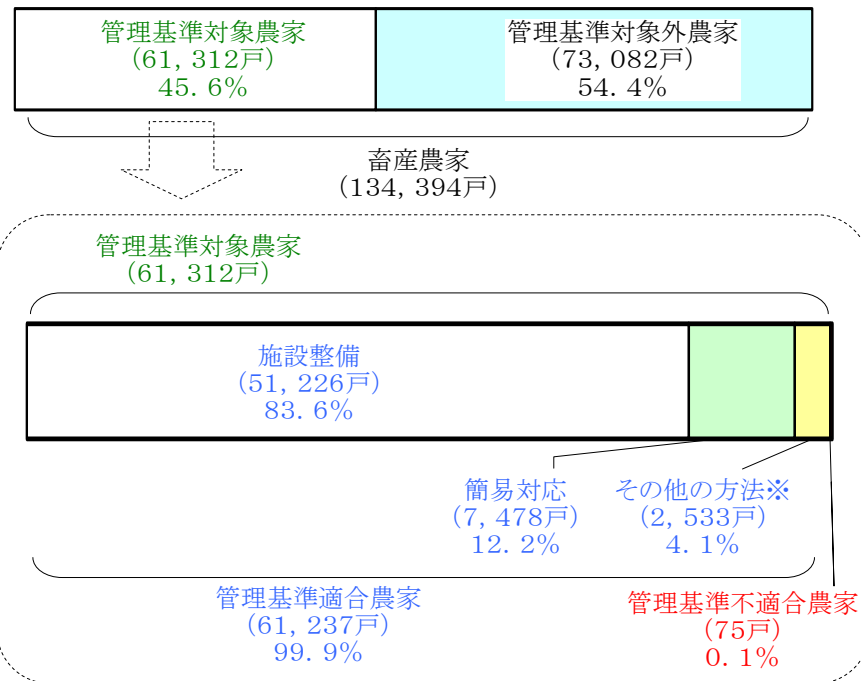 管理基準対象農家
(61,312戸)
45.6%
管理基準対象外農家
(73,082戸)
54.4%
畜産農家
(134,394戸)
管理基準対象農家
(61,312戸)
施設整備
(51,226戸)
83.6%
簡易対応
(7,478戸)
12.2%
その他の方法※
(2,533戸)
4.1%
管理基準適合農家
(61,237戸)
99.9%
管理基準不適合農家
(75戸)
0.1%